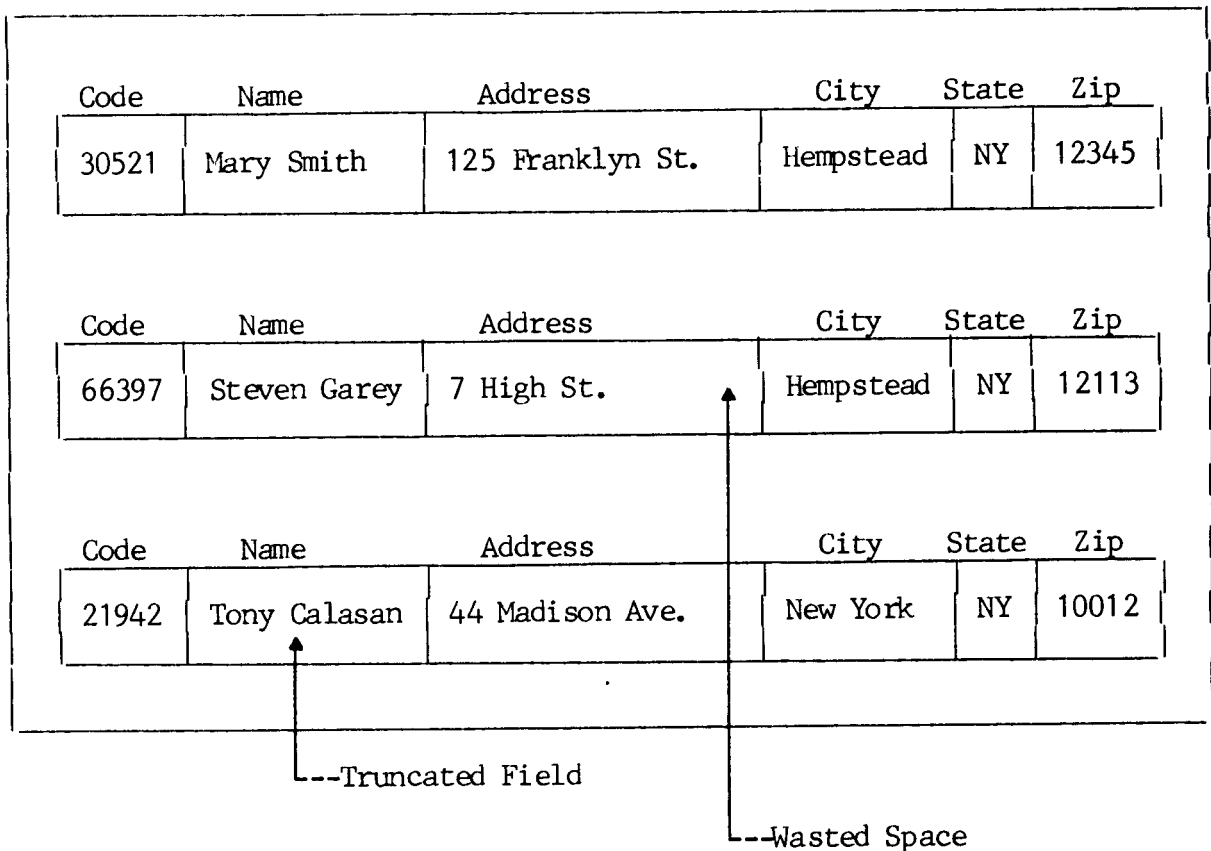 Code Name Address City State Zip
30521 Mary Smith 125 Franklyn St. Hempstead NY 12345
Code Name Address City State Zip
66397 Steven Garey 7 High St. Hempstead NY 12113
Code Name Address City State Zip
21942 Tony Calasan 44 Madison Ave. New York NY 10012
---Truncated Field
---Wasted Space